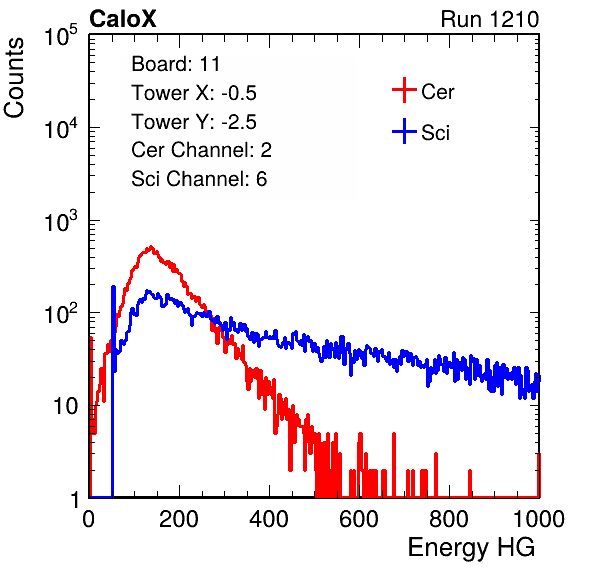 CaloX Run 1210
Counts
10^5
10^4
10^3
10^2
10
1
Board: 11
Tower X: -0.5
Tower Y: -2.5
Cer Channel: 2
Sci Channel: 6
Cer
Sci
0 200 400 600 800 1000
Energy HG